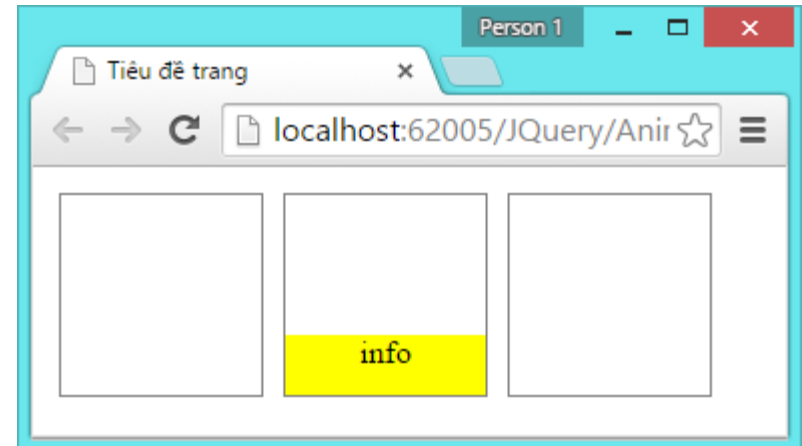 Person 1
Tiêu đề trang
localhost:62005/JQuery/Anir
info